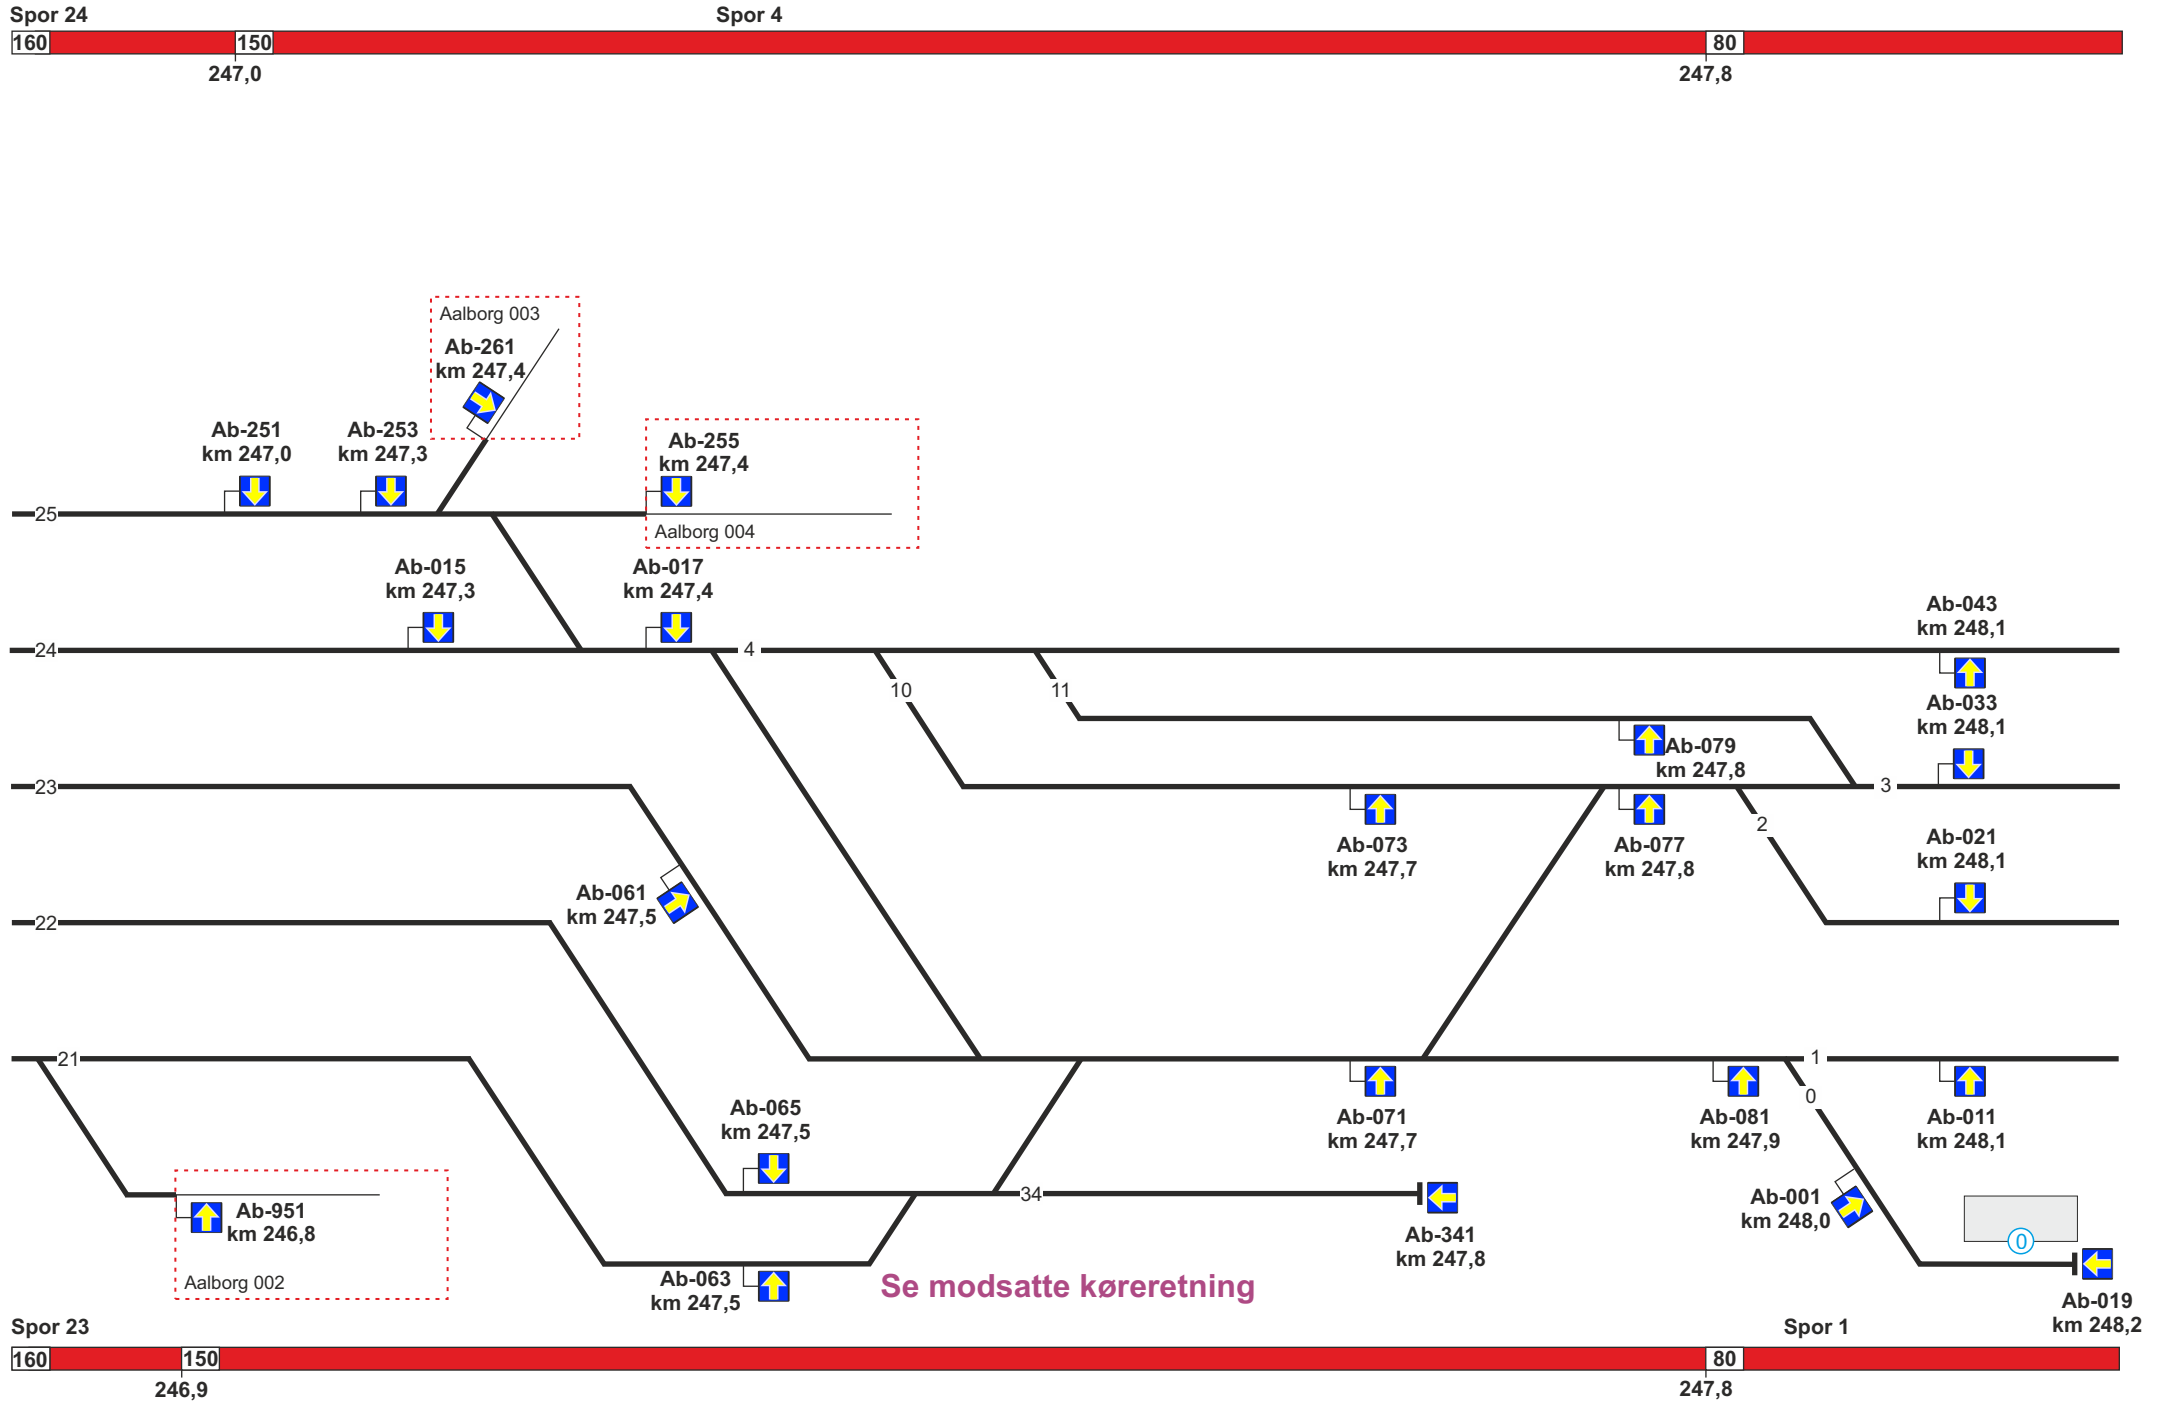 Spor 24
Spor 4
160
150
80
247,0
247,8
Aalborg 003
Ab-261
km 247,4
Ab-251
km 247,0
Ab-253
km 247,3
Ab-255
km 247,4
25
Aalborg 004
Ab-015
km 247,3
Ab-017
km 247,4
Ab-043
km 248,1
24
4
10
11
Ab-033
km 248,1
Ab-079
km 247,8
23
3
2
Ab-073
km 247,7
Ab-077
km 247,8
Ab-021
km 248,1
Ab-061
km 247,5
22
21
1
0
Ab-065
km 247,5
Ab-071
km 247,7
Ab-081
km 247,9
Ab-011
km 248,1
34
Ab-001
km 248,0
Ab-951
km 246,8
Aalborg 002
Ab-341
km 247,8
0
Ab-063
km 247,5
Se modsatte køreretning
Ab-019
km 248,2
Spor 23
Spor 1
160
150
80
246,9
247,8